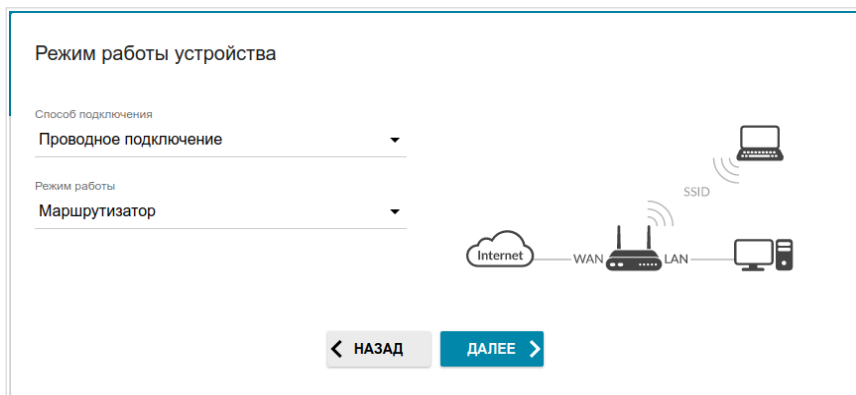 Режим работы устройства
Способ подключения
Проводное подключение
Режим работы
Маршрутизатор
SSID
Internet
WAN
LAN
НАЗАД
ДАЛЕЕ